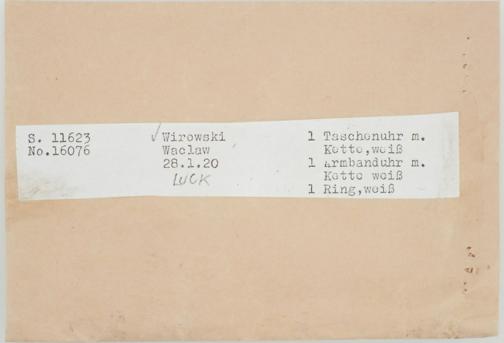 S. 11623
No.16076
✓ Wirowski
Wacław
28.1.20
LUCK
1 Taschenuhr m.
Kette,weiß
1 Armbanduhr m.
Kette weiß
1 Ring,weiß